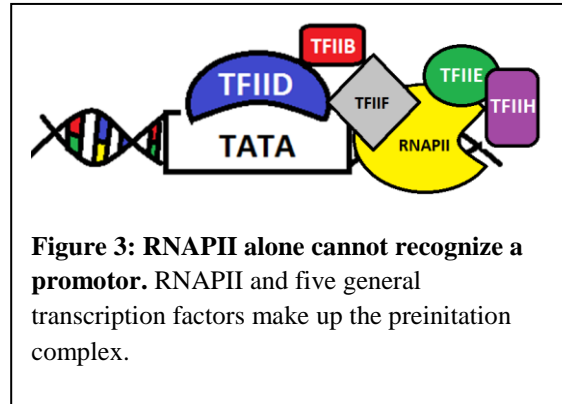 TFIIB
TFIID
TFIIE
TFIIF
TFIIH
TATA
RNAPII
Figure 3: RNAPII alone cannot recognize a
promotor. RNAPII and five general
transcription factors make up the preinitation
complex.